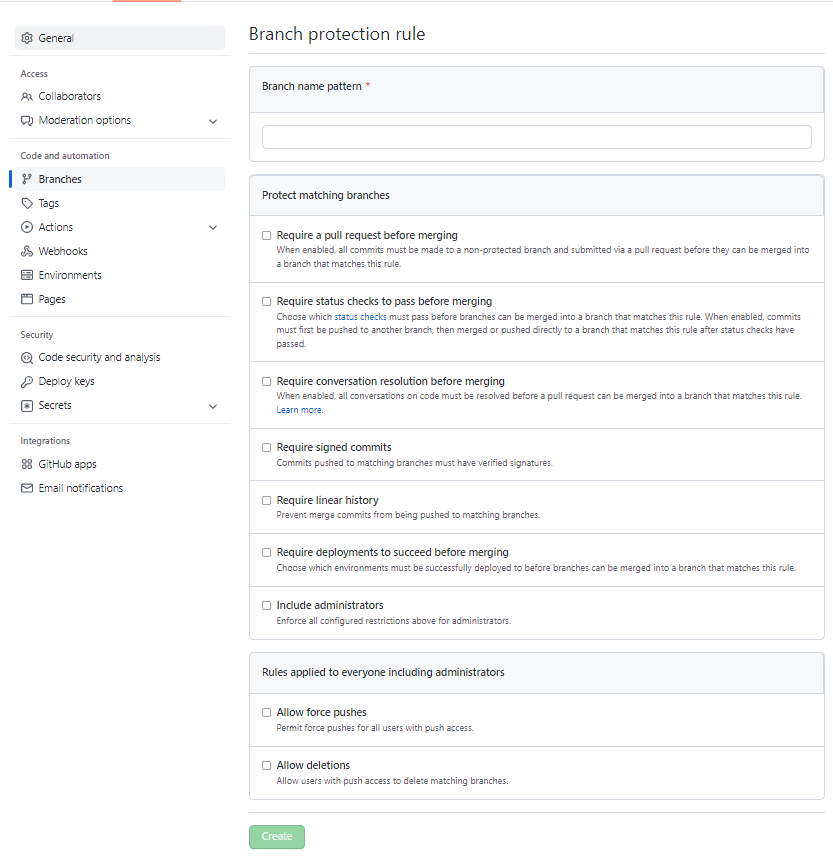 General
Access
Collaborators
Moderation options
Code and automation
Branches
Tags
Actions
Webhooks
Environments
Pages
Security
Code security and analysis
Deploy keys
Secrets
Integrations
GitHub apps
Email notifications
Branch protection rule
Branch name pattern *
Protect matching branches
Require a pull request before merging
When enabled, all commits must be made to a non-protected branch and submitted via a pull request before they can be merged into
a branch that matches this rule.
Require status checks to pass before merging
Choose which status checks must pass before branches can be merged into a branch that matches this rule. When enabled, commits
must first be pushed to another branch, then merged or pushed directly to a branch that matches this rule after status checks have
passed.
Require conversation resolution before merging
When enabled, all conversations on code must be resolved before a pull request can be merged into a branch that matches this rule.
Learn more.
Require signed commits
Commits pushed to matching branches must have verified signatures.
Require linear history
Prevent merge commits from being pushed to matching branches.
Require deployments to succeed before merging
Choose which environments must be successfully deployed to before branches can be merged into a branch that matches this rule.
Include administrators
Enforce all configured restrictions above for administrators.
Rules applied to everyone including administrators
Allow force pushes
Permit force pushes for all users with push access.
Allow deletions
Allow users with push access to delete matching branches.
Create